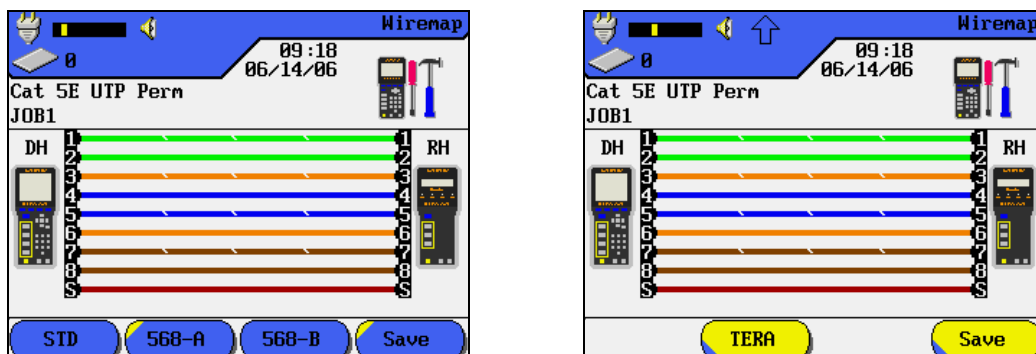 Wiremap
0
09:18
06/14/06
Cat 5E UTP Perm
JOB1
DH
RH
1 1
2 2
3 3
4 4
5 5
6 6
7 7
8 8
S S
STD 568-A 568-B Save
Wiremap
0
09:18
06/14/06
Cat 5E UTP Perm
JOB1
DH
RH
1 1
2 2
3 3
4 4
5 5
6 6
7 7
8 8
S S
TERA Save